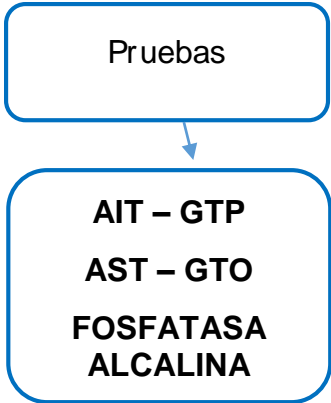 Pruebas
AIT – GTP
AST – GTO
FOSFATASA
ALCALINA